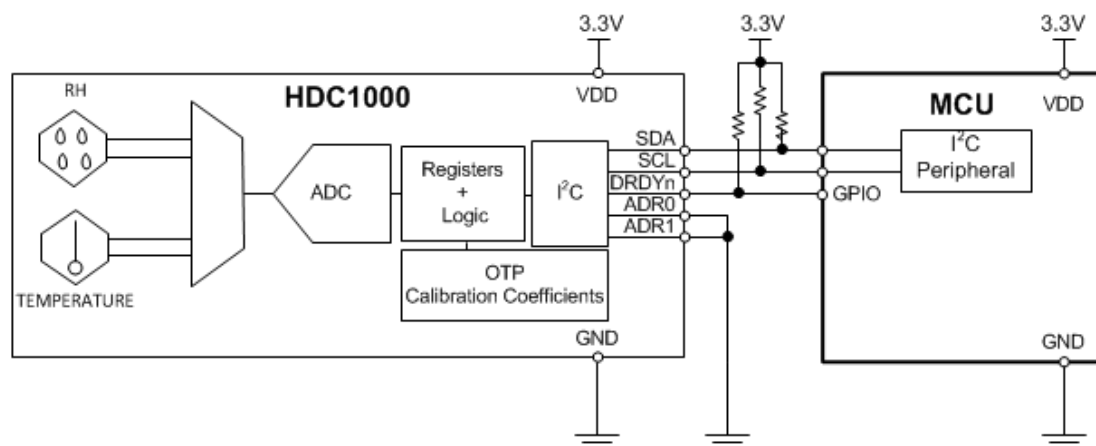 3.3V
3.3V
3.3V
RH
HDC1000
VDD
MCU
VDD
SDA
SCL
DRDYn
ADR0
ADR1
I²C
Peripheral
GPIO
ADC
Registers
+
Logic
I²C
OTP
Calibration Coefficients
TEMPERATURE
GND
GND